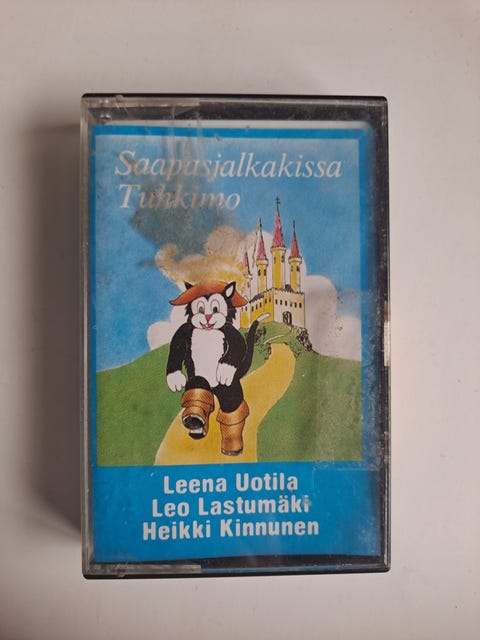 Saapasjalkakissa
Tuhkimo
Leena Uotila
Leo Lastumäki
Heikki Kinnunen